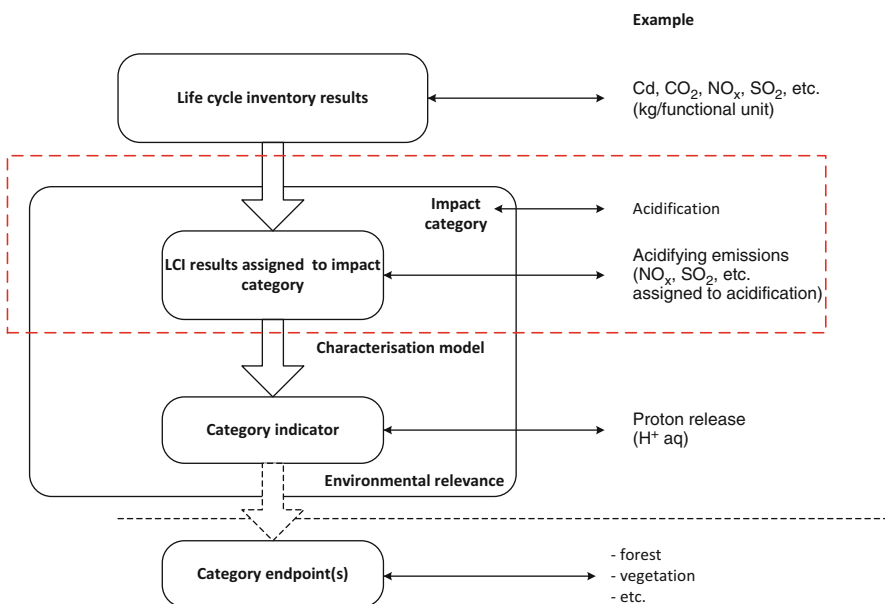 Example
Life cycle inventory results
Cd, CO₂, NOₓ, SO₂, etc.
(kg/functional unit)
Impact
category
Acidification
LCI results assigned to impact
category
Acidifying emissions
(NOₓ, SO₂, etc.
assigned to acidification)
Characterisation model
Category indicator
Proton release
(H⁺ aq)
Environmental relevance
Category endpoint(s)
- forest
- vegetation
- etc.